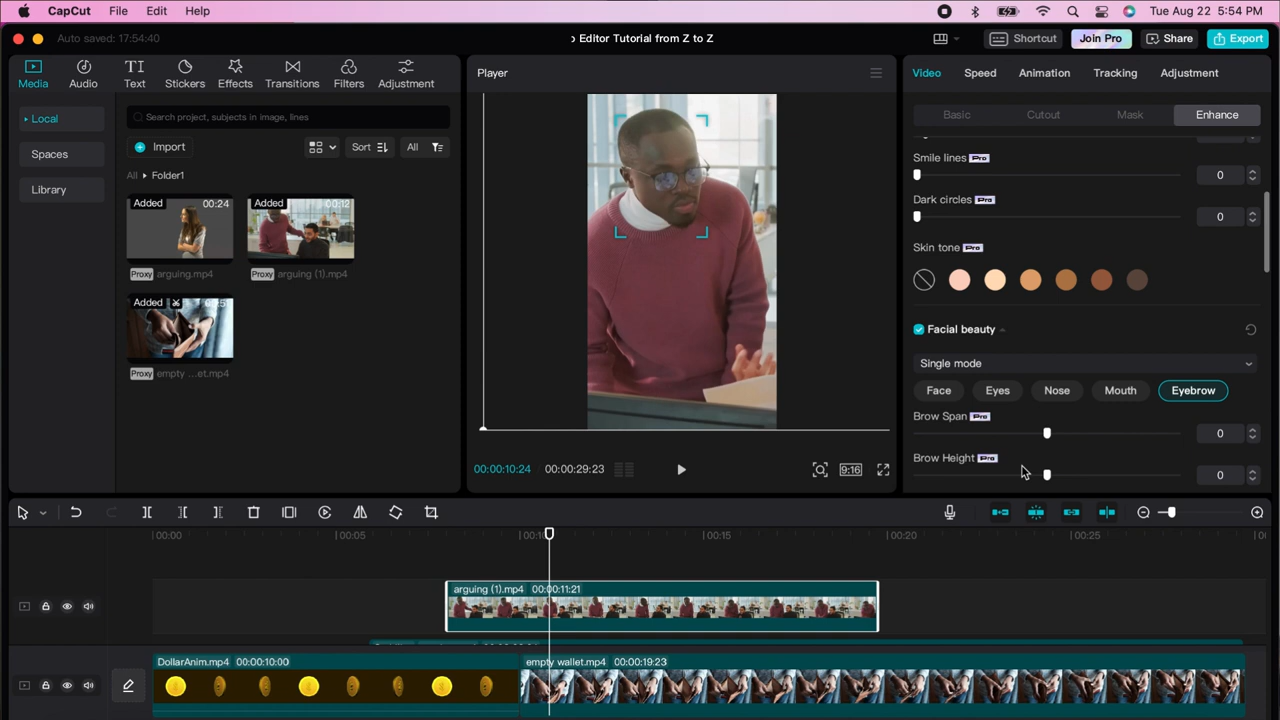 CapCut File Edit Help Tue Aug 22 5:54 PM
Auto saved: 17:54:40
Editor Tutorial from Z to Z
Shortcut Join Pro Share Export
Media Audio Text Stickers Effects Transitions Filters Adjustment
Local
Spaces
Library
Search project, subjects in image, lines
Import Sort All
All Folder1
Added 00:24
Added 00:12
Proxy arguing.mp4
Proxy arguing (1).mp4
Added
Proxy empty ...et.mp4
Player
00:00:10:24 00:00:29:23 9:16
Video Speed Animation Tracking Adjustment
Basic Cutout Mask Enhance
Smile lines Pro
0
Dark circles Pro
0
Skin tone Pro
Facial beauty
Single mode
Face Eyes Nose Mouth Eyebrow
Brow Span Pro
0
Brow Height Pro
0
00:00 00:05 00:10 00:15 00:20 00:25
arguing (1).mp4 00:00:11:21
DollarAnim.mp4 00:00:10:00
empty wallet.mp4 00:00:19:23